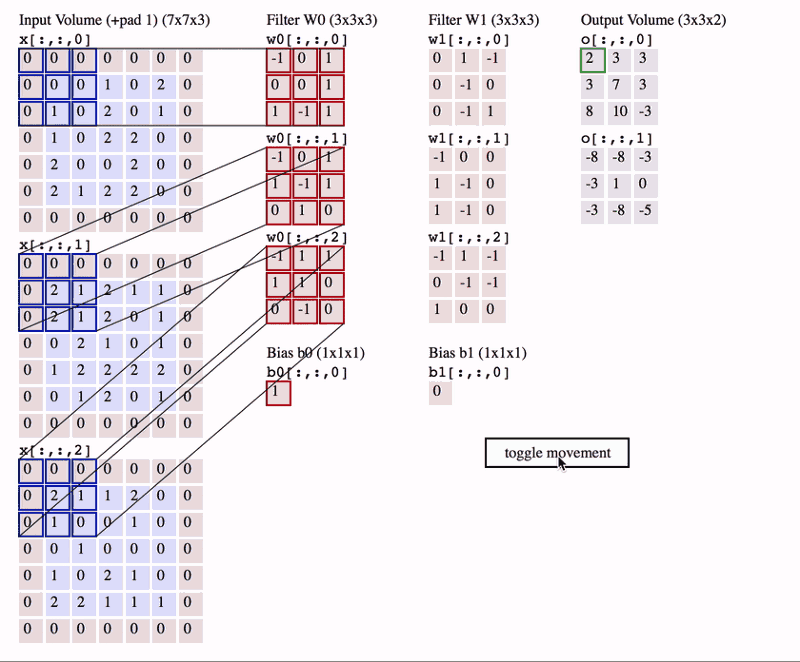 Input Volume (+pad 1) (7x7x3)
x[:,:,0]
0 0 0 0 0 0 0
0 0 0 1 0 2 0
0 1 0 2 0 1 0
0 1 0 2 2 0 0
0 2 0 0 2 0 0
0 2 1 2 2 0 0
0 0 0 0 0 0 0
x[:,:,1]
0 0 0 0 0 0 0
0 2 1 2 1 1 0
0 2 1 2 0 1 0
0 0 2 1 0 1 0
0 1 2 2 2 2 0
0 0 1 2 0 1 0
0 0 0 0 0 0 0
x[:,:,2]
0 0 0 0 0 0 0
0 2 1 1 2 0 0
0 1 0 0 1 0 0
0 0 1 0 0 0 0
0 1 0 2 1 0 0
0 2 2 1 1 1 0
0 0 0 0 0 0 0
Filter W0 (3x3x3)
w0[:,:,0]
-1 0 1
0 0 1
1 -1 1
w0[:,:,1]
-1 0 1
1 -1 1
0 1 0
w0[:,:,2]
-1 1 1
1 1 0
0 -1 0
Bias b0 (1x1x1)
b0[:,:,0]
1
Filter W1 (3x3x3)
w1[:,:,0]
0 1 -1
0 -1 0
0 -1 1
w1[:,:,1]
-1 0 0
1 -1 0
1 -1 0
w1[:,:,2]
-1 1 -1
0 -1 -1
1 0 0
Bias b1 (1x1x1)
b1[:,:,0]
0
Output Volume (3x3x2)
o[:,:,0]
2 3 3
3 7 3
8 10 -3
o[:,:,1]
-8 -8 -3
-3 1 0
-3 -8 -5
toggle movement